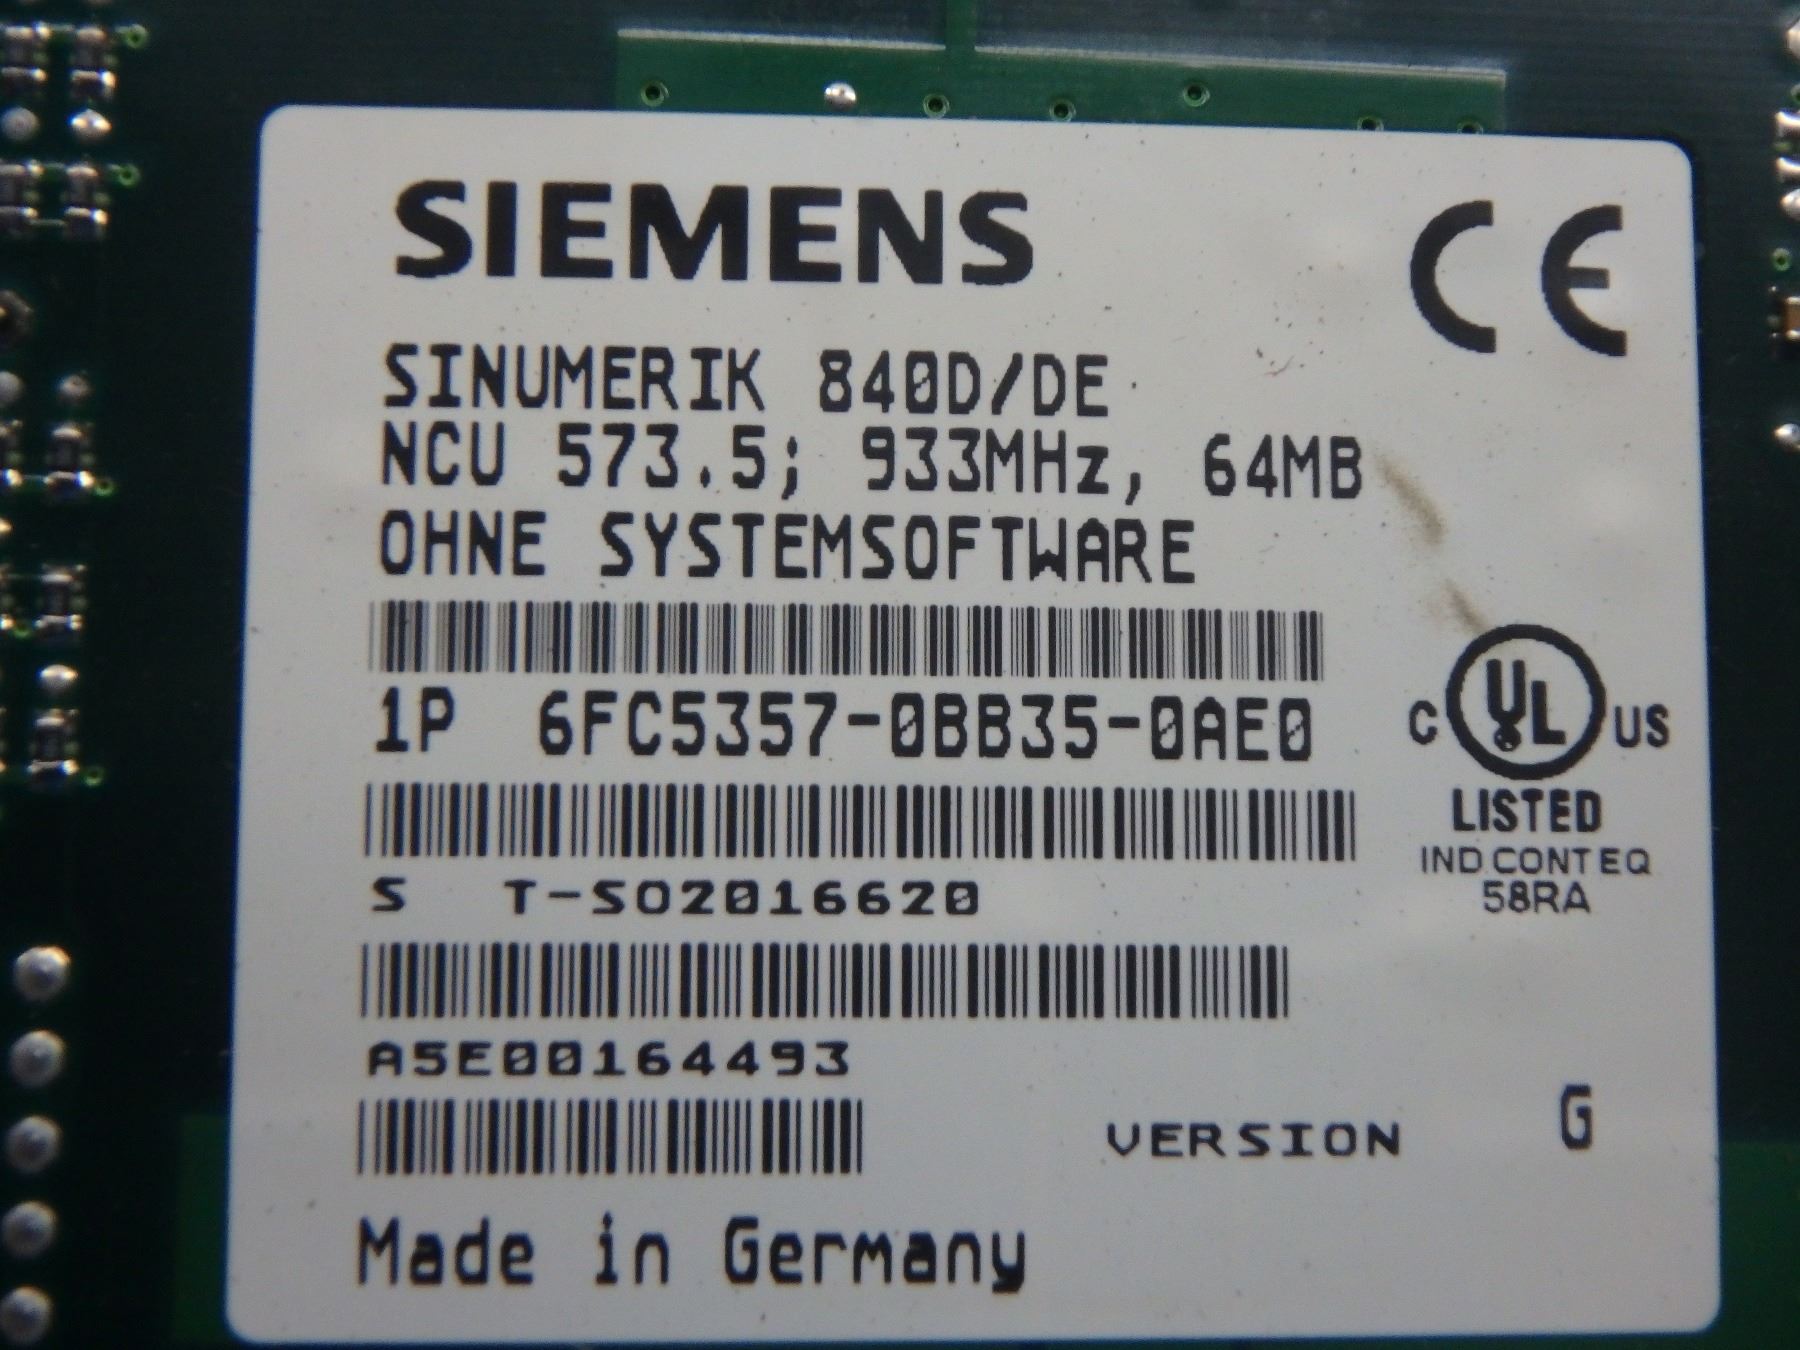 SIEMENS
CE
SINUMERIK 840D/DE
NCU 573.5; 933MHz, 64MB
OHNE SYSTEMSOFTWARE
1P 6FC5357-0BB35-0AE0
C UL US
LISTED
IND.CONT EQ
58RA
S T-SO2016620
A5E00164493
VERSION G
Made in Germany